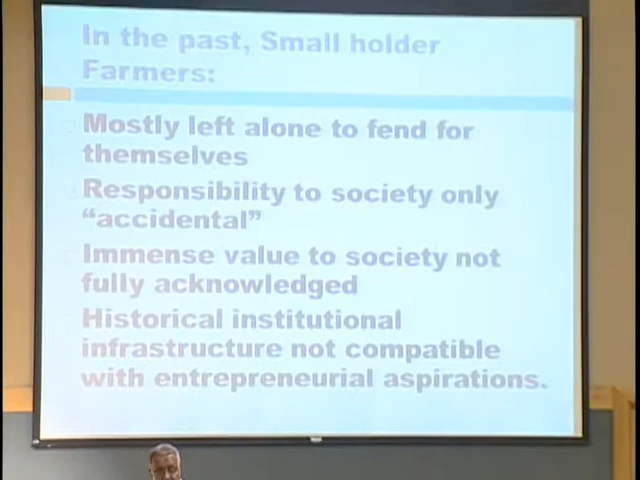 In the past, Small holder
Farmers:
Mostly left alone to fend for
themselves
Responsibility to society only
“accidental”
Immense value to society not
fully acknowledged
Historical institutional
infrastructure not compatible
with entrepreneurial aspirations.